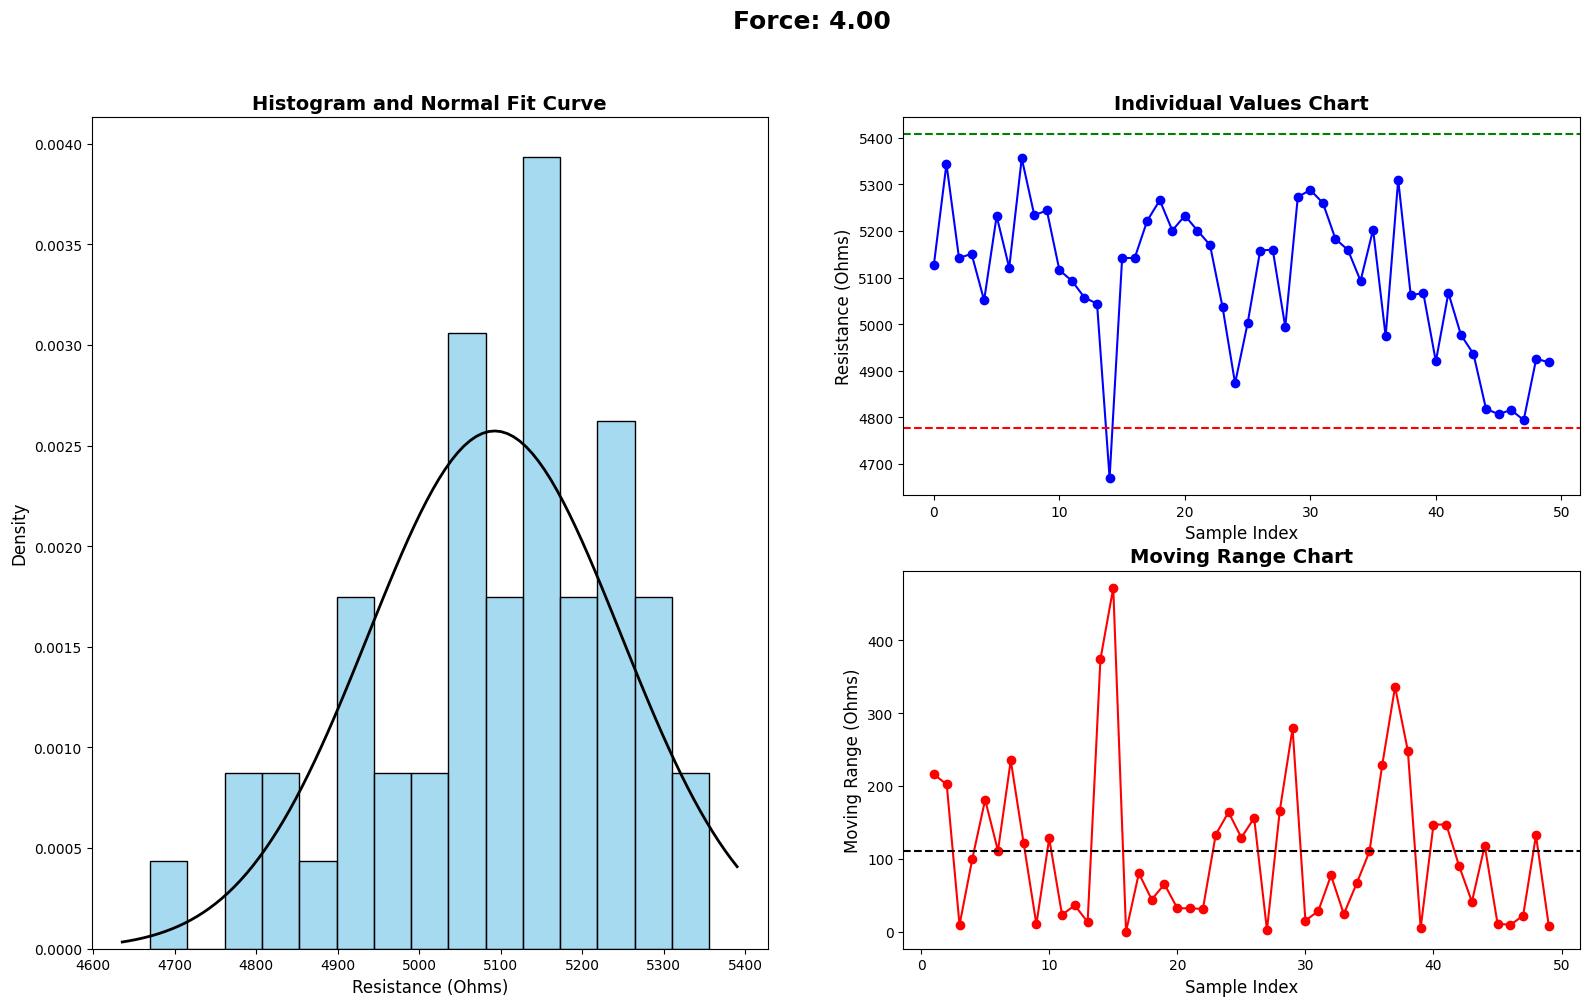 Force: 4.00
Histogram and Normal Fit Curve
0.0040
0.0035
0.0030
0.0025
0.0020
0.0015
0.0010
0.0005
0.0000
Density
4600 4700 4800 4900 5000 5100 5200 5300 5400
Resistance (Ohms)
Individual Values Chart
5400
5300
5200
5100
5000
4900
4800
4700
Resistance (Ohms)
0 10 20 30 40 50
Sample Index
Moving Range Chart
400
300
200
100
0
Moving Range (Ohms)
0 10 20 30 40 50
Sample Index